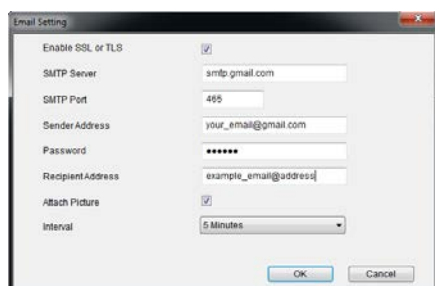 Email Setting
Enable SSL or TLS
SMTP Server smtp.gmail.com
SMTP Port 465
Sender Address your_email@gmail.com
Password ••••••
Recipient Address example_email@address
Attach Picture
Interval 5 Minutes
OK Cancel